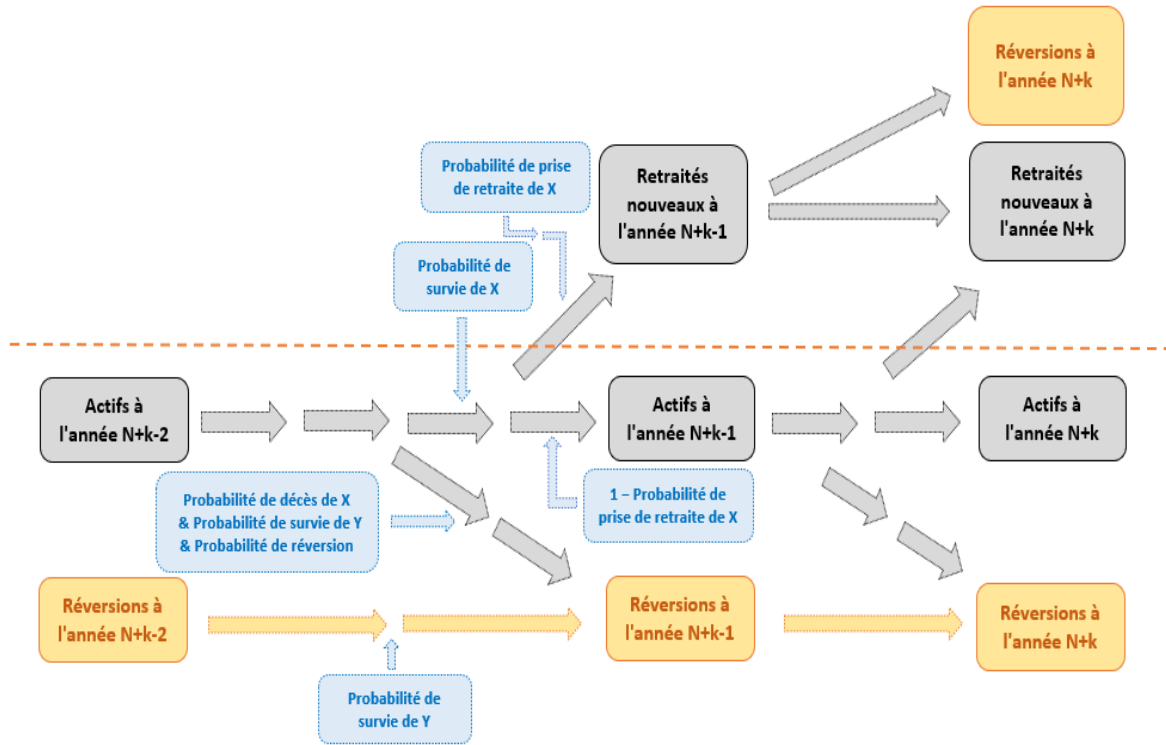 Réversions à
l'année N+k
Probabilité de prise
de retraite de X
Retraités
nouveaux à
l'année N+k-1
Retraités
nouveaux à
l'année N+k
Probabilité de
survie de X
Actifs à
l'année N+k-2
Actifs à
l'année N+k-1
Actifs à
l'année N+k
Probabilité de décès de X
& Probabilité de survie de Y
& Probabilité de réversion
1 – Probabilité de
prise de retraite de X
Réversions à
l'année N+k-2
Réversions à
l'année N+k-1
Réversions à
l'année N+k
Probabilité de
survie de Y